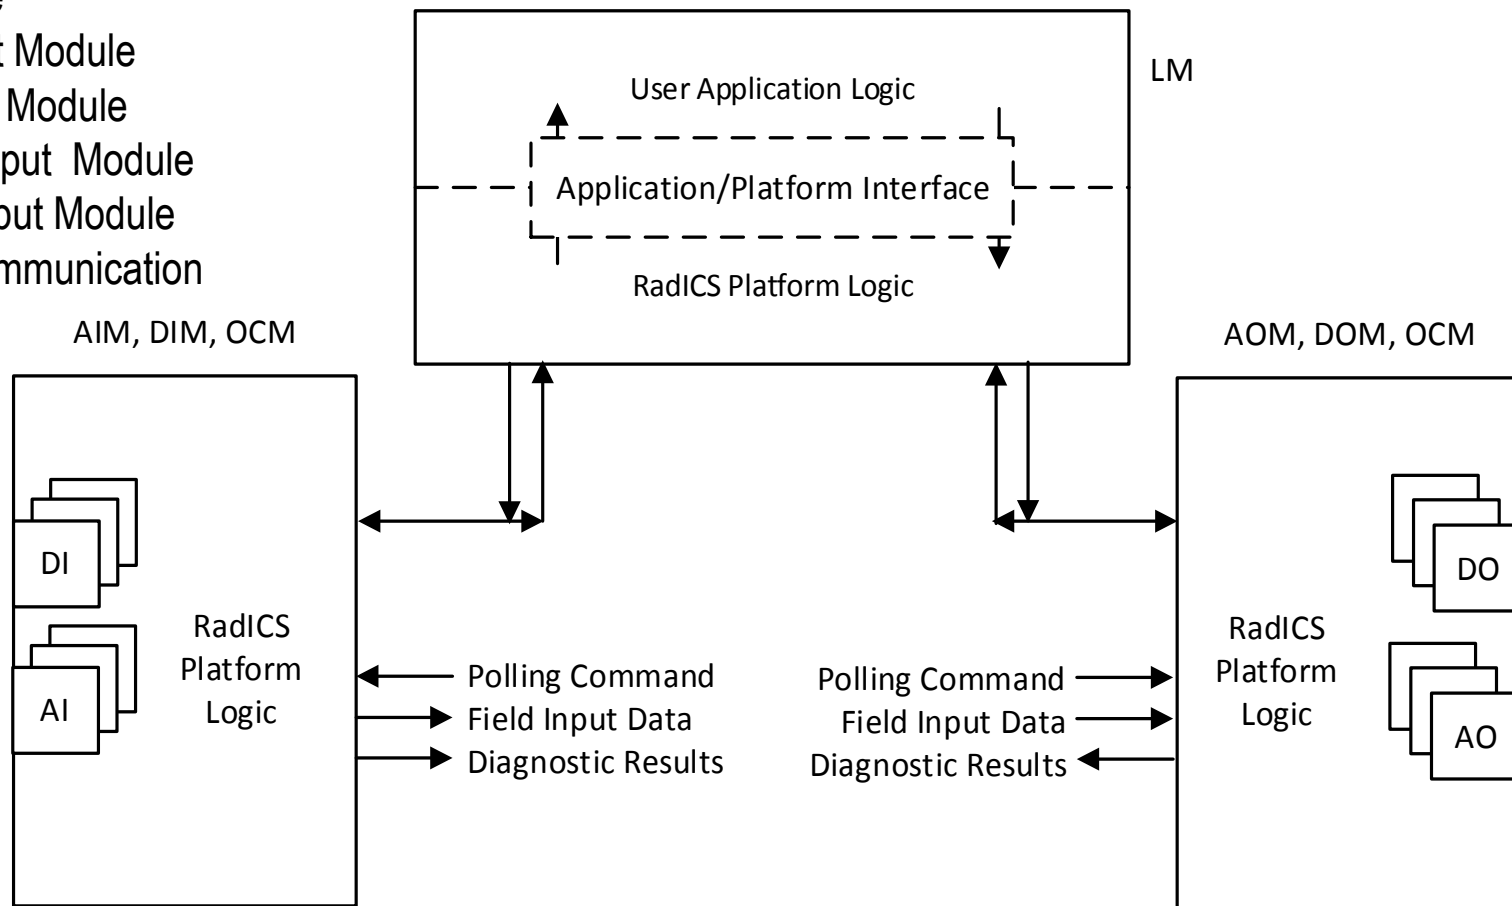 t Module
Module
put Module
out Module
mmunication
LM
User Application Logic
Application/Platform Interface
RadICS Platform Logic
AIM, DIM, OCM
AOM, DOM, OCM
DI
AI
RadICS
Platform
Logic
Polling Command
Field Input Data
Diagnostic Results
Polling Command
Field Input Data
Diagnostic Results
RadICS
Platform
Logic
DO
AO